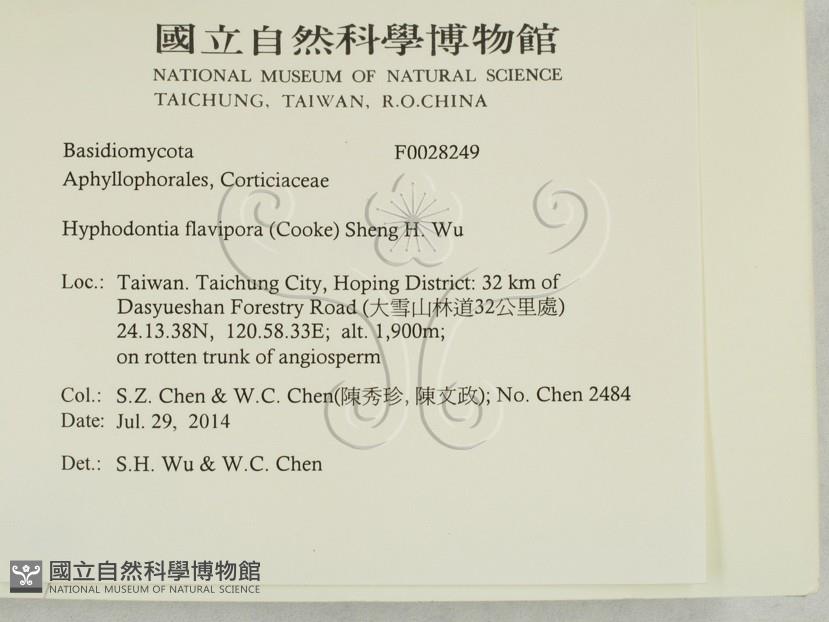 國立自然科學博物館
NATIONAL MUSEUM OF NATURAL SCIENCE
TAICHUNG, TAIWAN, R.O.CHINA
Basidiomycota F0028249
Aphyllophorales, Corticiaceae
Hyphodontia flavipora (Cooke) Sheng H. Wu
Loc.: Taiwan. Taichung City, Hoping District: 32 km of
Dasyueshan Forestry Road (大雪山林道32公里處)
24.13.38N, 120.58.33E; alt. 1,900m;
on rotten trunk of angiosperm
Col.: S.Z. Chen & W.C. Chen(陳秀珍, 陳文政); No. Chen 2484
Date: Jul. 29, 2014
Det.: S.H. Wu & W.C. Chen
國立自然科學博物館
NATIONAL MUSEUM OF NATURAL SCIENCE